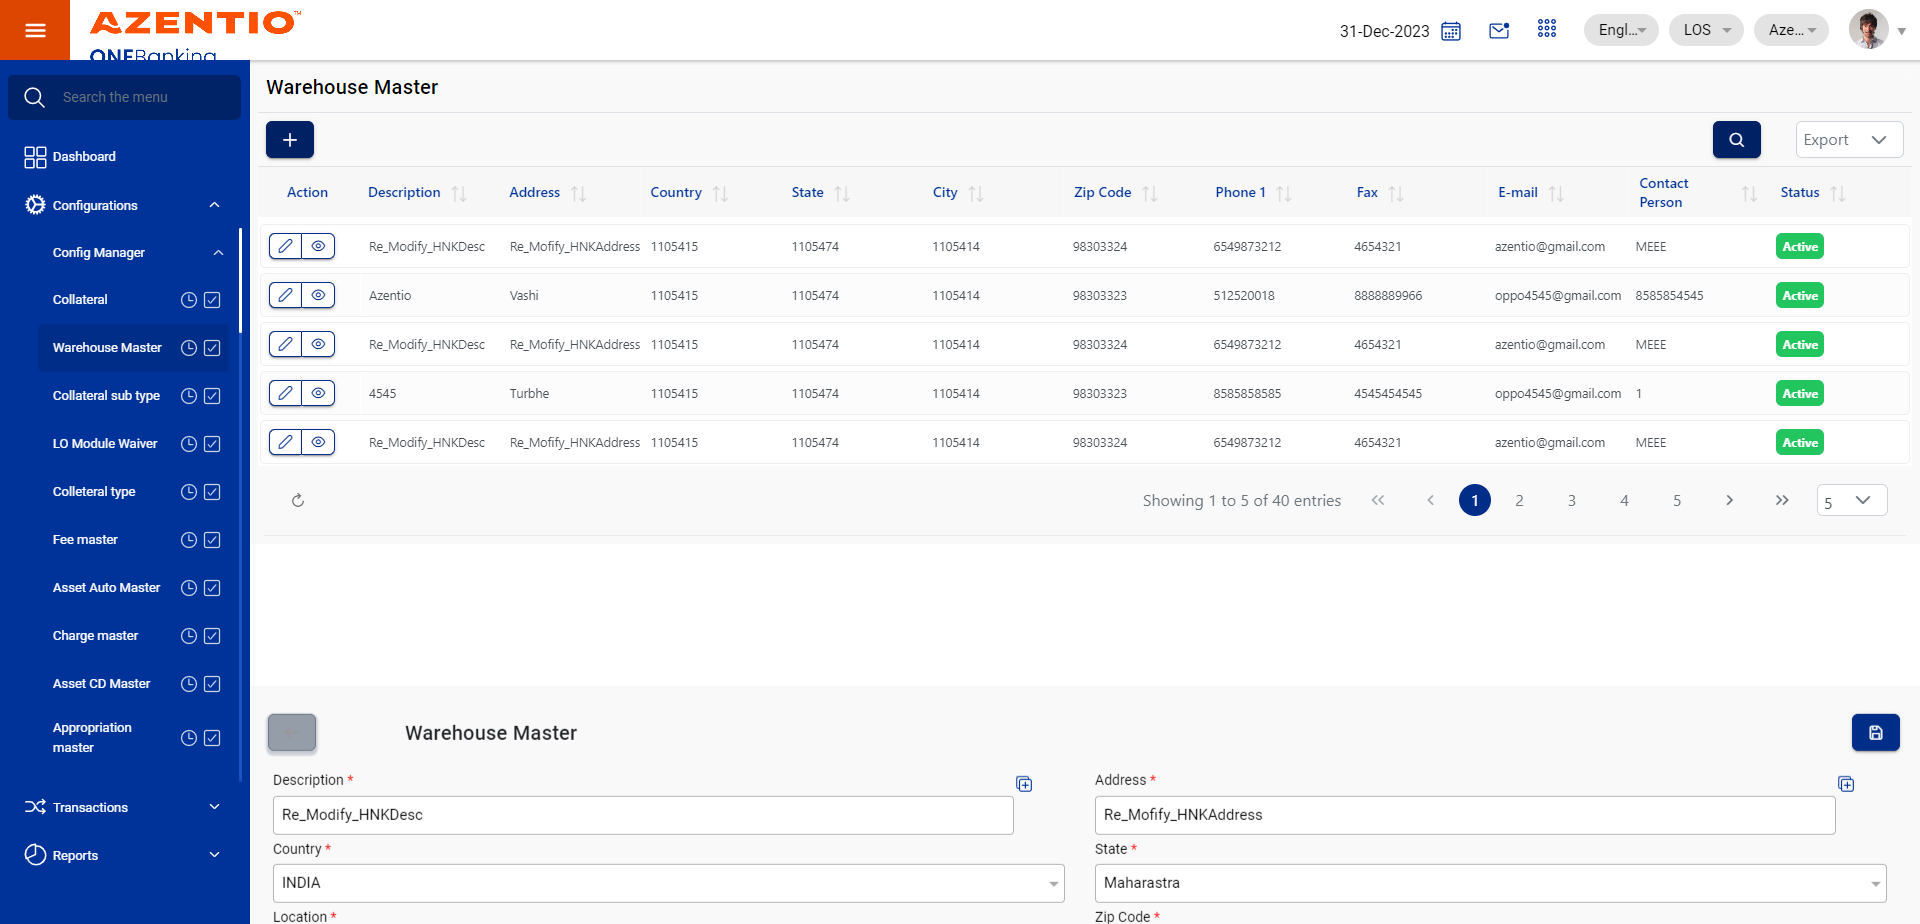 AZENTIO™
ONEBanking
31-Dec-2023
Engl...
LOS
Aze...
Search the menu
Dashboard
Configurations
Config Manager
Collateral
Warehouse Master
Collateral sub type
LO Module Waiver
Colleteral type
Fee master
Asset Auto Master
Charge master
Asset CD Master
Appropriation
master
Transactions
Reports
Warehouse Master
Export
Action Description Address Country State City Zip Code Phone 1 Fax E-mail Contact Person Status
Re_Modify_HNKDesc Re_Mofify_HNKAddress 1105415 1105474 1105414 98303324 6549873212 4654321 azentio@gmail.com MEEE Active
Azentio Vashi 1105415 1105474 1105414 98303323 512520018 8888889966 oppo4545@gmail.com 8585854545 Active
Re_Modify_HNKDesc Re_Mofify_HNKAddress 1105415 1105474 1105414 98303324 6549873212 4654321 azentio@gmail.com MEEE Active
4545 Turbhe 1105415 1105474 1105414 98303323 8585858585 4545454545 oppo4545@gmail.com 1 Active
Re_Modify_HNKDesc Re_Mofify_HNKAddress 1105415 1105474 1105414 98303324 6549873212 4654321 azentio@gmail.com MEEE Active
Showing 1 to 5 of 40 entries 1 2 3 4 5 5
Warehouse Master
Description * Address *
Re_Modify_HNKDesc Re_Mofify_HNKAddress
Country * State *
INDIA Maharastra
Location * Zip Code *